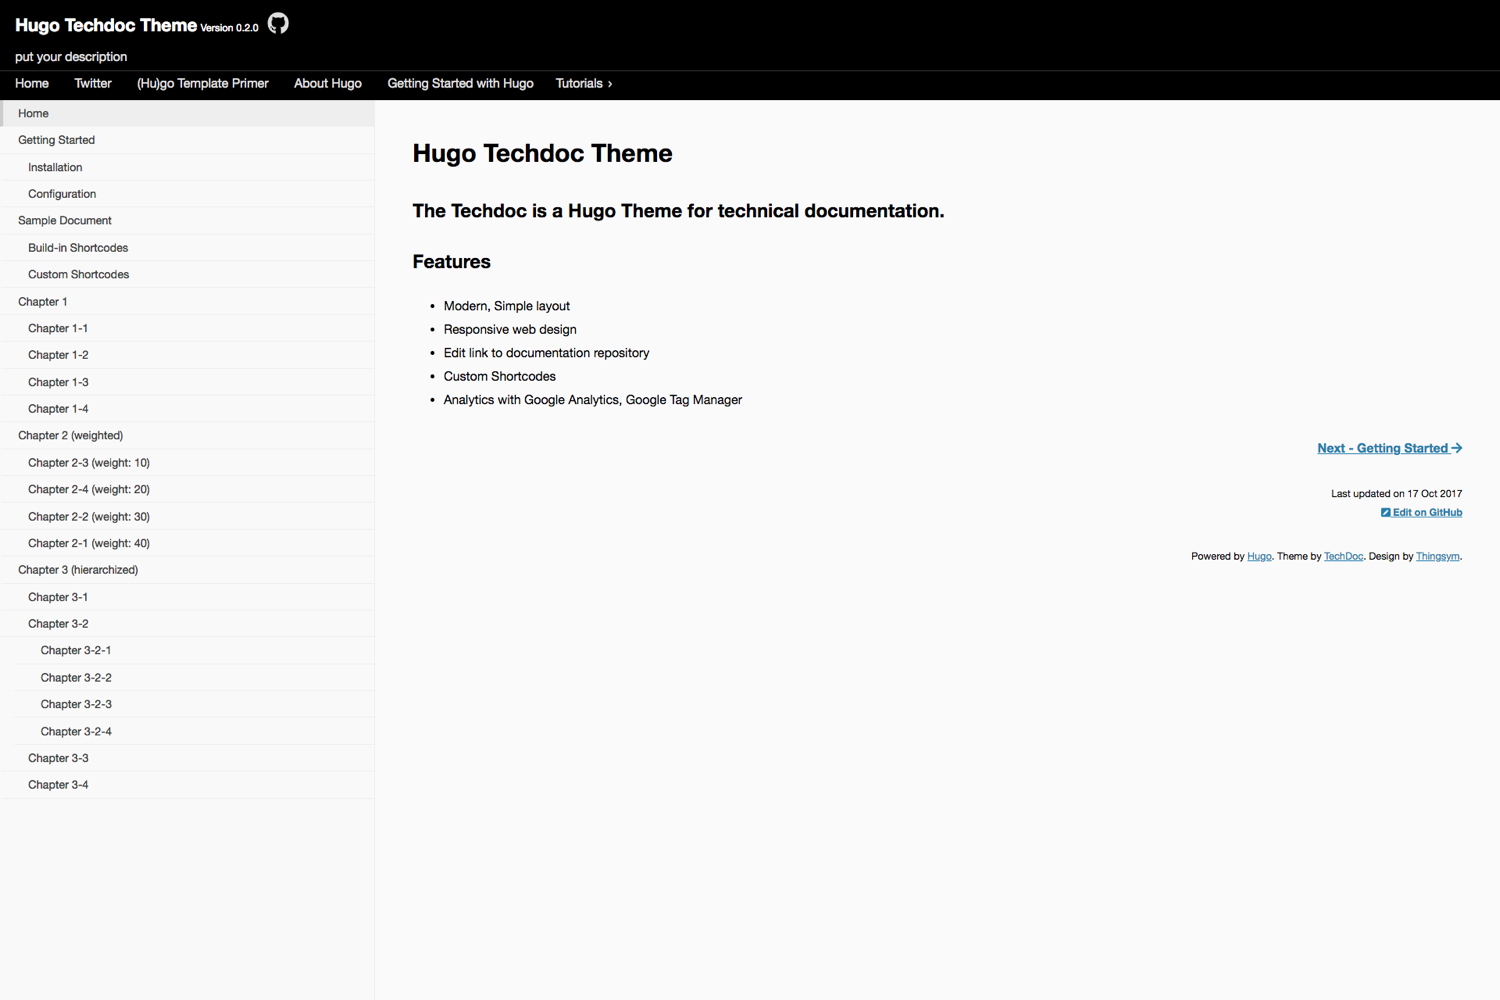 Hugo Techdoc Theme Version 0.2.0
put your description
Home Twitter (Hu)go Template Primer About Hugo Getting Started with Hugo Tutorials ›
Home
Getting Started
Installation
Configuration
Sample Document
Build-in Shortcodes
Custom Shortcodes
Chapter 1
Chapter 1-1
Chapter 1-2
Chapter 1-3
Chapter 1-4
Chapter 2 (weighted)
Chapter 2-3 (weight: 10)
Chapter 2-4 (weight: 20)
Chapter 2-2 (weight: 30)
Chapter 2-1 (weight: 40)
Chapter 3 (hierarchized)
Chapter 3-1
Chapter 3-2
Chapter 3-2-1
Chapter 3-2-2
Chapter 3-2-3
Chapter 3-2-4
Chapter 3-3
Chapter 3-4
Hugo Techdoc Theme
The Techdoc is a Hugo Theme for technical documentation.
Features
• Modern, Simple layout
• Responsive web design
• Edit link to documentation repository
• Custom Shortcodes
• Analytics with Google Analytics, Google Tag Manager
Next - Getting Started →
Last updated on 17 Oct 2017
Edit on GitHub
Powered by Hugo. Theme by TechDoc. Design by Thingsym.